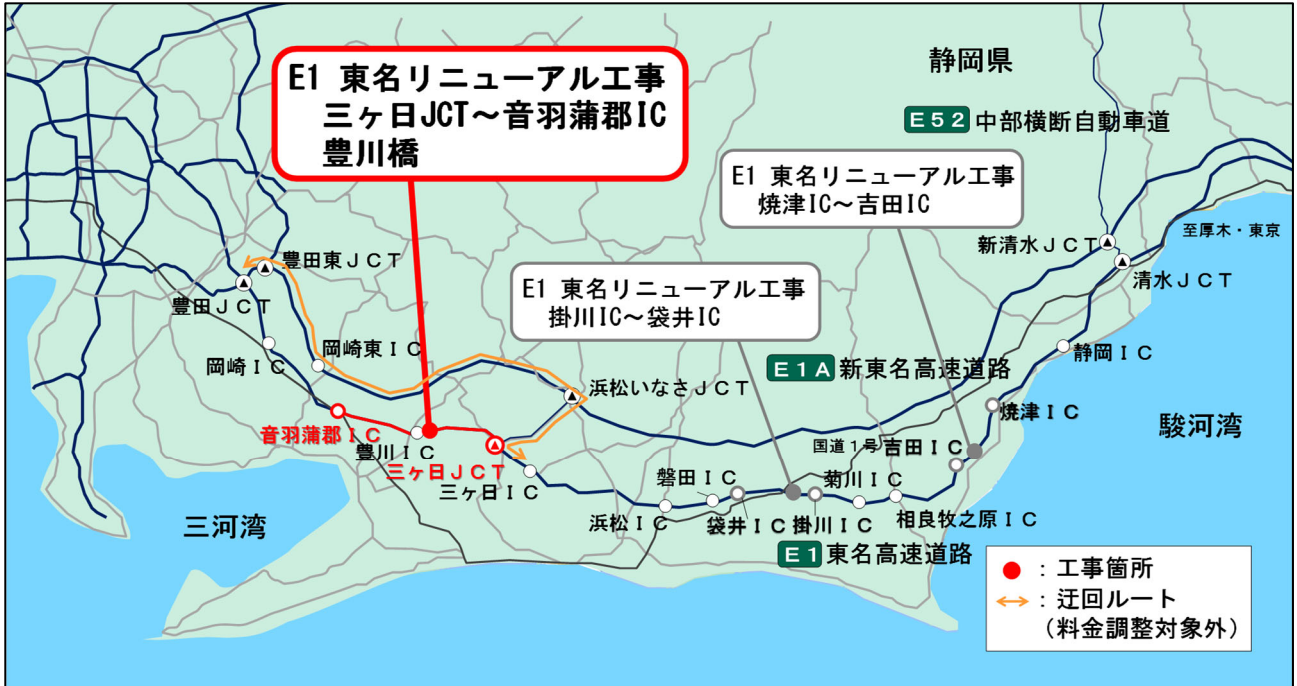 E1 東名リニューアル工事
三ヶ日JCT～音羽蒲郡IC
豊川橋
静岡県
E52 中部横断自動車道
E1 東名リニューアル工事
焼津IC～吉田IC
新清水JCT
至厚木・東京
清水JCT
豊田東JCT
豊田JCT
E1 東名リニューアル工事
掛川IC～袋井IC
岡崎東IC
岡崎IC
静岡IC
E1A 新東名高速道路
浜松いなさJCT
焼津IC
駿河湾
音羽蒲郡IC
豊川IC
国道1号
吉田IC
三ヶ日JCT
三ヶ日IC
磐田IC
菊川IC
三河湾
浜松IC
袋井IC
掛川IC
相良牧之原IC
E1 東名高速道路
：工事箇所
：迂回ルート
（料金調整対象外）